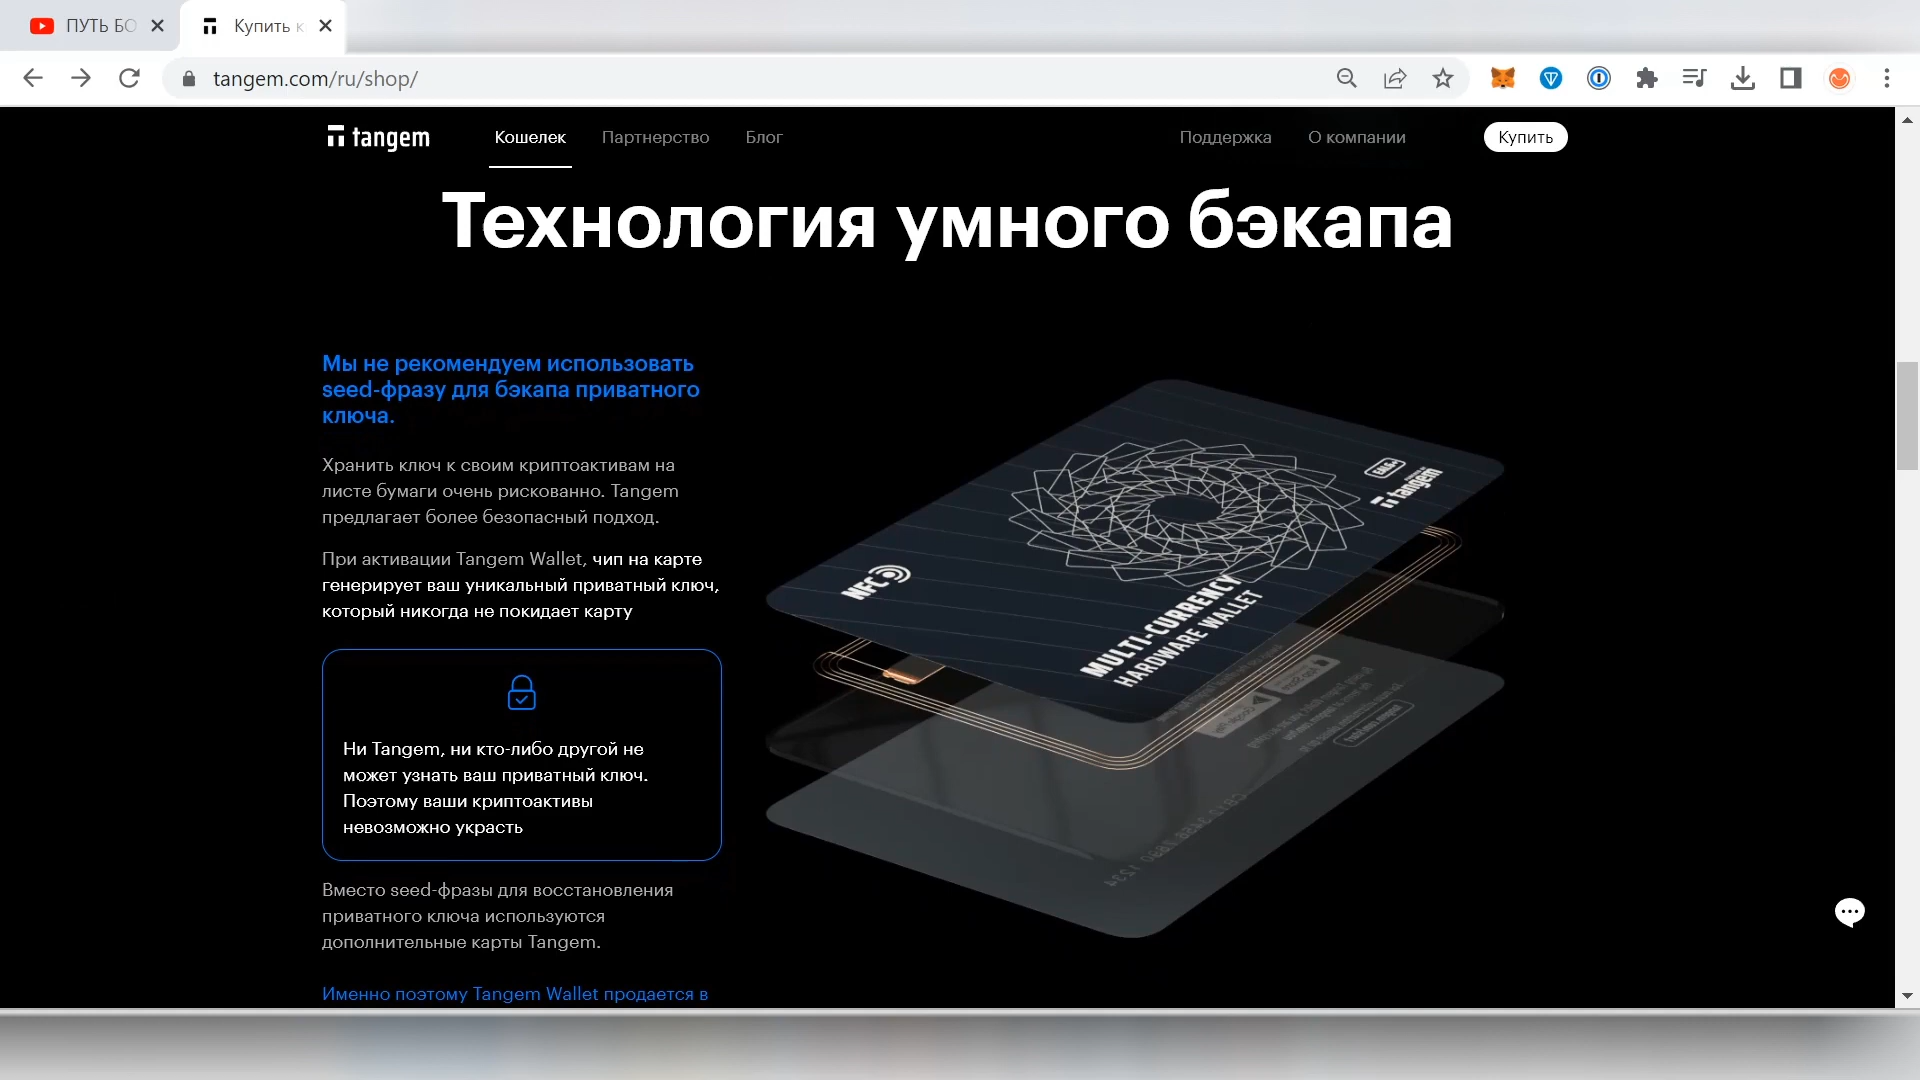 ПУТЬ БО
Купить к
tangem.com/ru/shop/
tangem
Кошелек
Партнерство
Блог
Поддержка
О компании
Купить
Технология умного бэкапа
Мы не рекомендуем использовать
seed-фразу для бэкапа приватного
ключа.
Хранить ключ к своим криптоактивам на
листе бумаги очень рискованно. Tangem
предлагает более безопасный подход.
При активации Tangem Wallet, чип на карте
генерирует ваш уникальный приватный ключ,
который никогда не покидает карту
Ни Tangem, ни кто-либо другой не
может узнать ваш приватный ключ.
Поэтому ваши криптоактивы
невозможно украсть
Вместо seed-фразы для восстановления
приватного ключа используются
дополнительные карты Tangem.
Именно поэтому Tangem Wallet продается в
EAL6+
tangem
NFC
MULTI-CURRENCY
HARDWARE WALLET